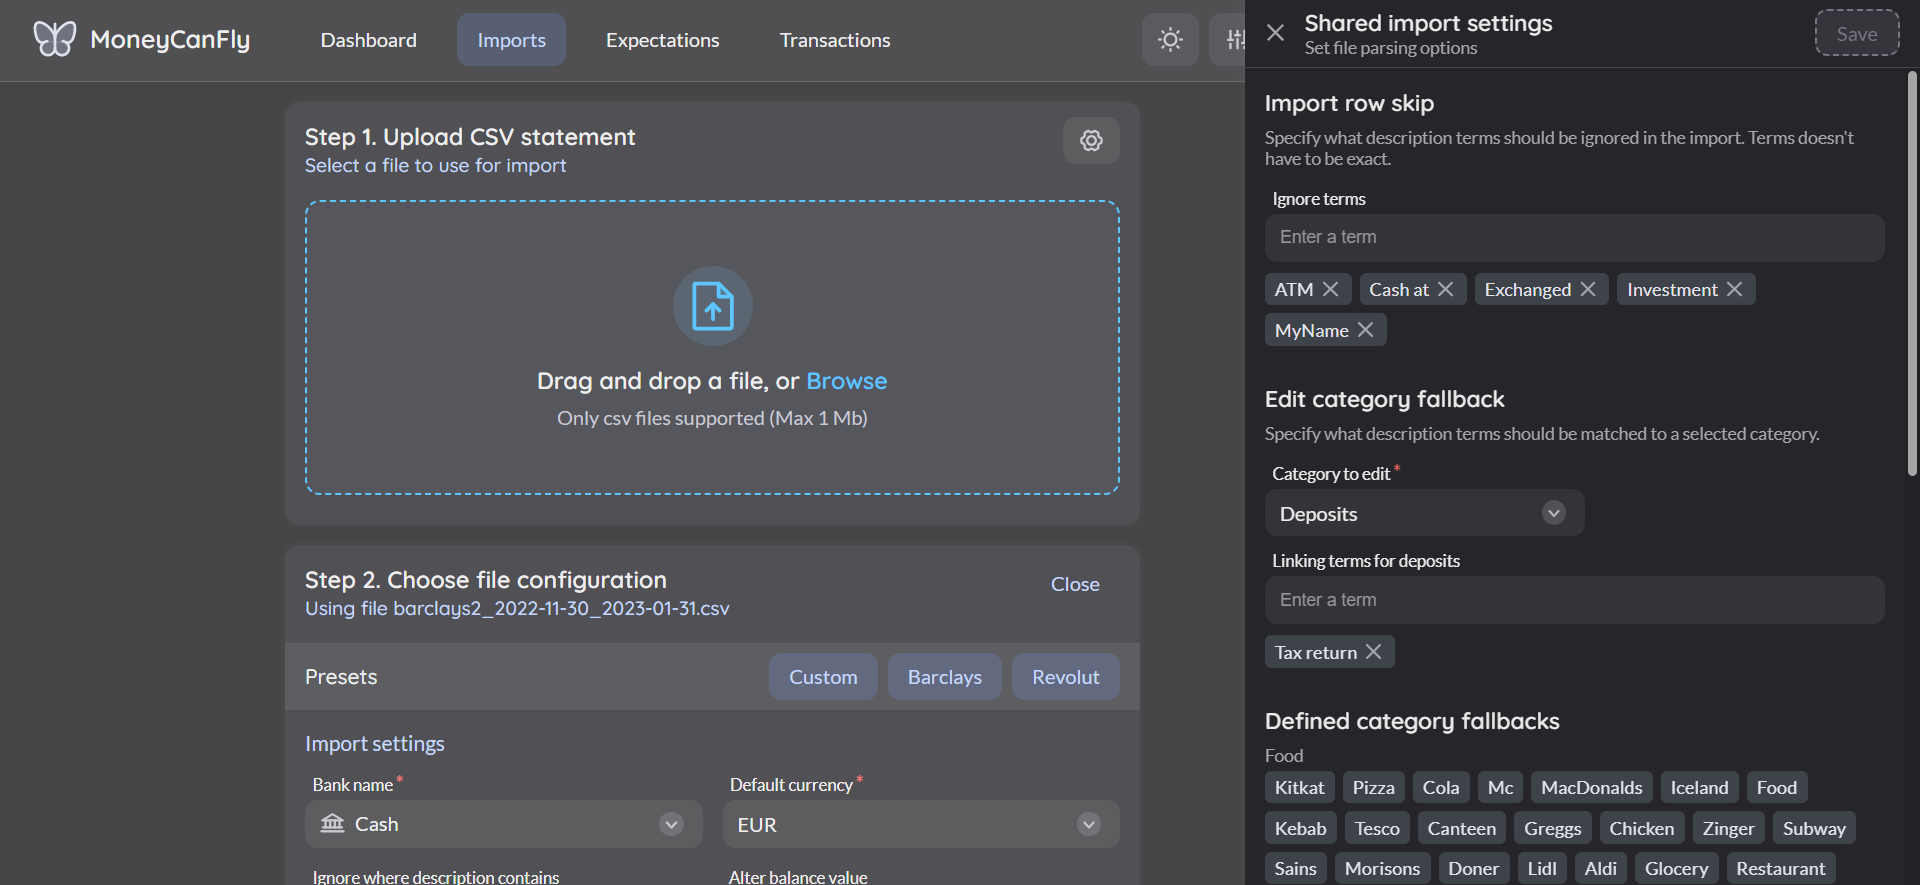 MoneyCanFly
Dashboard
Imports
Expectations
Transactions
Step 1. Upload CSV statement
Select a file to use for import
Drag and drop a file, or Browse
Only csv files supported (Max 1 Mb)
Step 2. Choose file configuration
Using file barclays2_2022-11-30_2023-01-31.csv
Close
Presets
Custom
Barclays
Revolut
Import settings
Bank name *
Cash
Default currency *
EUR
Ignore where description contains
Alter balance value
Shared import settings
Set file parsing options
Save
Import row skip
Specify what description terms should be ignored in the import. Terms doesn't
have to be exact.
Ignore terms
Enter a term
ATM
Cash at
Exchanged
Investment
MyName
Edit category fallback
Specify what description terms should be matched to a selected category.
Category to edit *
Deposits
Linking terms for deposits
Enter a term
Tax return
Defined category fallbacks
Food
Kitkat Pizza Cola Mc MacDonalds Iceland Food
Kebab Tesco Canteen Greggs Chicken Zinger Subway
Sains Morisons Doner Lidl Aldi Glocery Restaurant